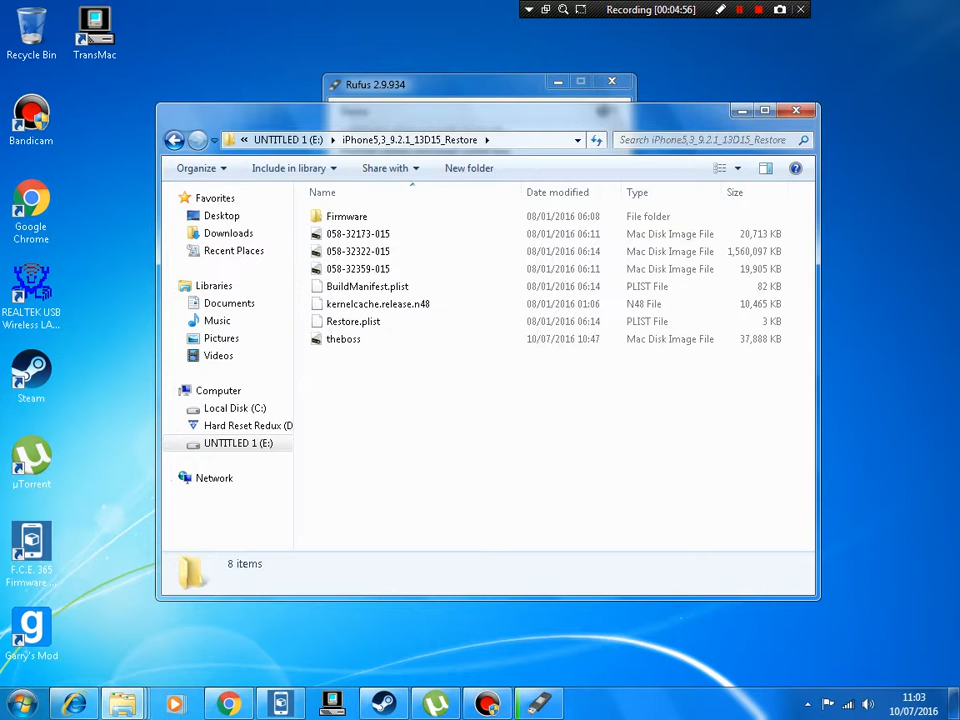 Recording [00:04:56]
Recycle Bin
TransMac
Rufus 2.9.934
Bandicam
« UNTITLED 1 (E:) iPhone5,3_9.2.1_13D15_Restore
Search iPhone5,3_9.2.1_13D15_Restore
Organize Include in library Share with New folder
Name Date modified Type Size
Favorites
Desktop
Downloads
Recent Places
Libraries
Documents
Music
Pictures
Videos
Computer
Local Disk (C:)
Hard Reset Redux (D
UNTITLED 1 (E:)
Network
Firmware 08/01/2016 06:08 File folder
058-32173-015 08/01/2016 06:11 Mac Disk Image File 20,713 KB
058-32322-015 08/01/2016 06:14 Mac Disk Image File 1,560,097 KB
058-32359-015 08/01/2016 06:11 Mac Disk Image File 19,905 KB
BuildManifest.plist 08/01/2016 06:14 PLIST File 82 KB
kernelcache.release.n48 08/01/2016 01:06 N48 File 10,465 KB
Restore.plist 08/01/2016 06:14 PLIST File 3 KB
theboss 10/07/2016 10:47 Mac Disk Image File 37,888 KB
8 items
Google
Chrome
REALTEK USB
Wireless LA...
Steam
µTorrent
F.C.E. 365
Firmware ...
g
Garry's Mod
11:03
10/07/2016